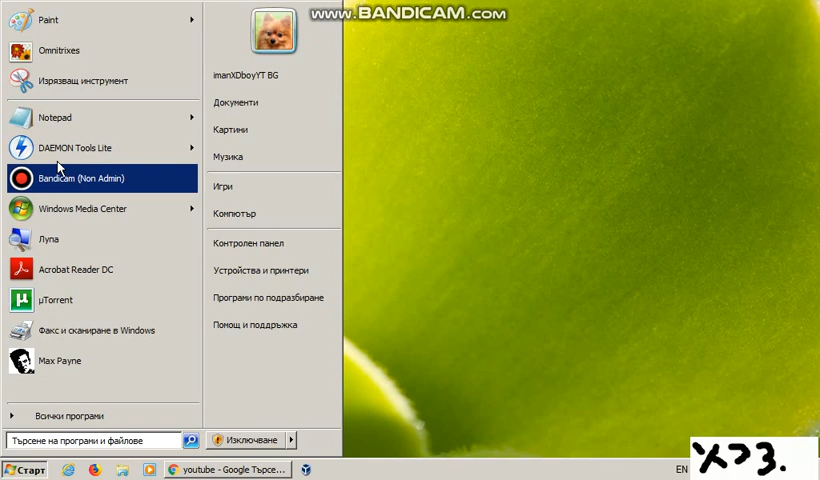 www.BANDICAM.com
Paint
Omnitrixes
Изрязващ инструмент
Notepad
DAEMON Tools Lite
Bandicam (Non Admin)
Windows Media Center
Лупа
Acrobat Reader DC
µTorrent
Факс и сканиране в Windows
Max Payne
Всички програми
Търсене на програми и файлове
imanXDboyYT BG
Документи
Картини
Музика
Игри
Компютър
Контролен панел
Устройства и принтери
Програми по подразбиране
Помощ и поддръжка
Изключване
Старт
youtube - Google Търсе...
EN
X>3.